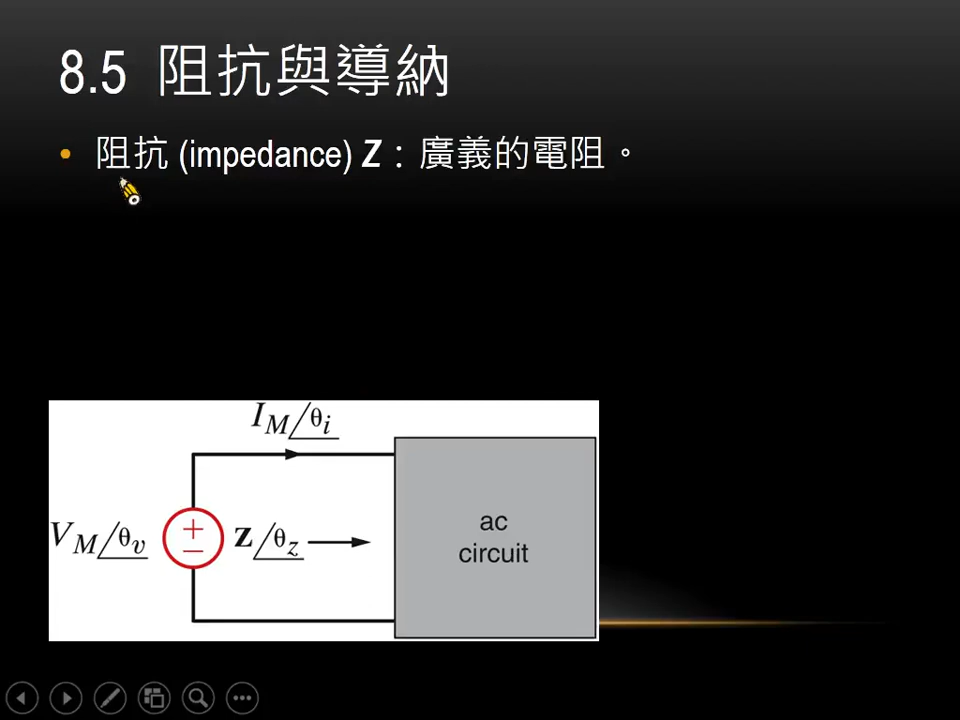 8.5 阻抗與導納
• 阻抗 (impedance) Z：廣義的電阻。
I_M/θ_i
V_M/θ_v
+
−
Z/θ_z
ac
circuit